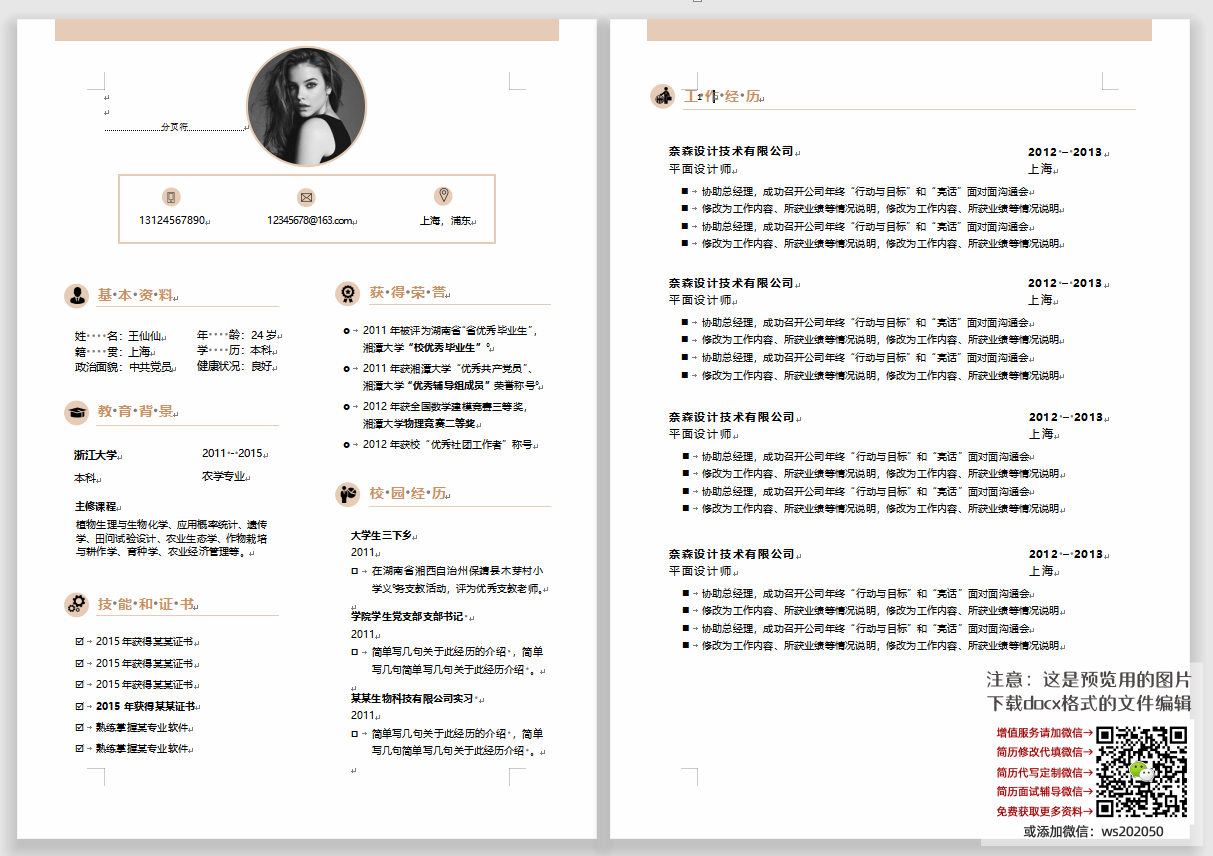 分页符
13124567890
12345678@163.com
上海，浦东
基·本·资·料
姓····名：王仙仙
年····龄：24岁
籍····贯：上海
学····历：本科
政治面貌：中共党员
健康状况：良好
教·育·背·景
浙江大学
2011--2015
本科
农学专业
主修课程
植物生理与生物化学、应用概率统计、遗传
学、田间试验设计、农业生态学、作物栽培
与耕作学、育种学、农业经济管理等。
技·能·和·证·书
2015年获得某某证书
2015年获得某某证书
2015年获得某某证书
2015年获得某某证书
熟练掌握某专业软件
熟练掌握某专业软件
获·得·荣·誉
2011年被评为湖南省“省优秀毕业生”，
湘潭大学“校优秀毕业生”。
2011年获湘潭大学“优秀共产党员”、
湘潭大学“优秀辅导组成员”荣誉称号。
2012年获全国数学建模竞赛三等奖，
湘潭大学物理竞赛二等奖
2012年获校“优秀社团工作者”称号
校·园·经·历
大学生三下乡
2011
在湖南省湘西自治州保靖县木芽村小
学义务支教活动，评为优秀支教老师。
学院学生党支部支部书记
2011
简单写几句关于此经历的介绍，简单
写几句简单写几句关于此经历介绍。
某某生物科技有限公司实习
2011
简单写几句关于此经历的介绍，简单
写几句简单写几句关于此经历介绍。
工·作·经·历
奈森设计技术有限公司
2012–2013
平面设计师
上海
协助总经理，成功召开公司年终“行动与目标”和“亮话”面对面沟通会
修改为工作内容、所获业绩等情况说明，修改为工作内容、所获业绩等情况说明
协助总经理，成功召开公司年终“行动与目标”和“亮话”面对面沟通会
修改为工作内容、所获业绩等情况说明，修改为工作内容、所获业绩等情况说明
奈森设计技术有限公司
2012–2013
平面设计师
上海
协助总经理，成功召开公司年终“行动与目标”和“亮话”面对面沟通会
修改为工作内容、所获业绩等情况说明，修改为工作内容、所获业绩等情况说明
协助总经理，成功召开公司年终“行动与目标”和“亮话”面对面沟通会
修改为工作内容、所获业绩等情况说明，修改为工作内容、所获业绩等情况说明
奈森设计技术有限公司
2012–2013
平面设计师
上海
协助总经理，成功召开公司年终“行动与目标”和“亮话”面对面沟通会
修改为工作内容、所获业绩等情况说明，修改为工作内容、所获业绩等情况说明
协助总经理，成功召开公司年终“行动与目标”和“亮话”面对面沟通会
修改为工作内容、所获业绩等情况说明，修改为工作内容、所获业绩等情况说明
奈森设计技术有限公司
2012–2013
平面设计师
上海
协助总经理，成功召开公司年终“行动与目标”和“亮话”面对面沟通会
修改为工作内容、所获业绩等情况说明，修改为工作内容、所获业绩等情况说明
协助总经理，成功召开公司年终“行动与目标”和“亮话”面对面沟通会
修改为工作内容、所获业绩等情况说明，修改为工作内容、所获业绩等情况说明
注意：这是预览用的图片
下载docx格式的文件编辑
增值服务请加微信→
简历修改代填微信→
简历代写定制微信→
简历面试辅导微信→
免费获取更多资料→
或添加微信：ws202050